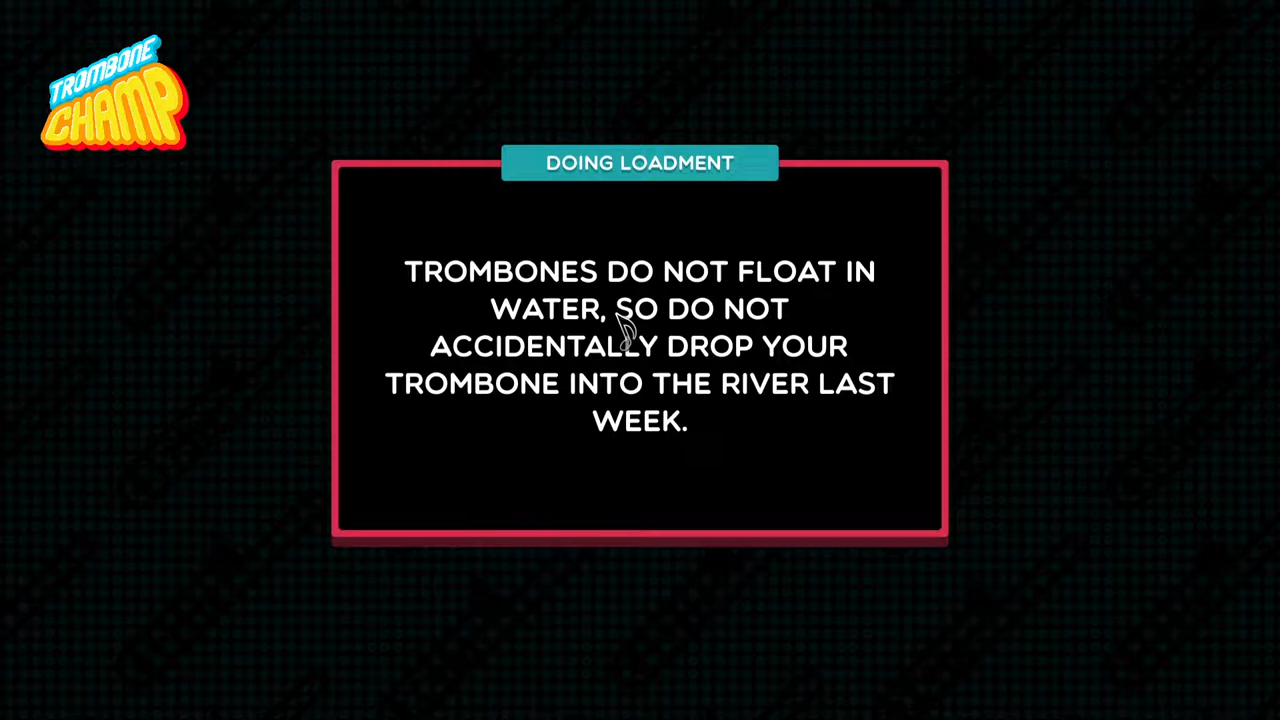 TROMBONE
CHAMP
DOING LOADMENT
TROMBONES DO NOT FLOAT IN
WATER, SO DO NOT
ACCIDENTALLY DROP YOUR
TROMBONE INTO THE RIVER LAST
WEEK.